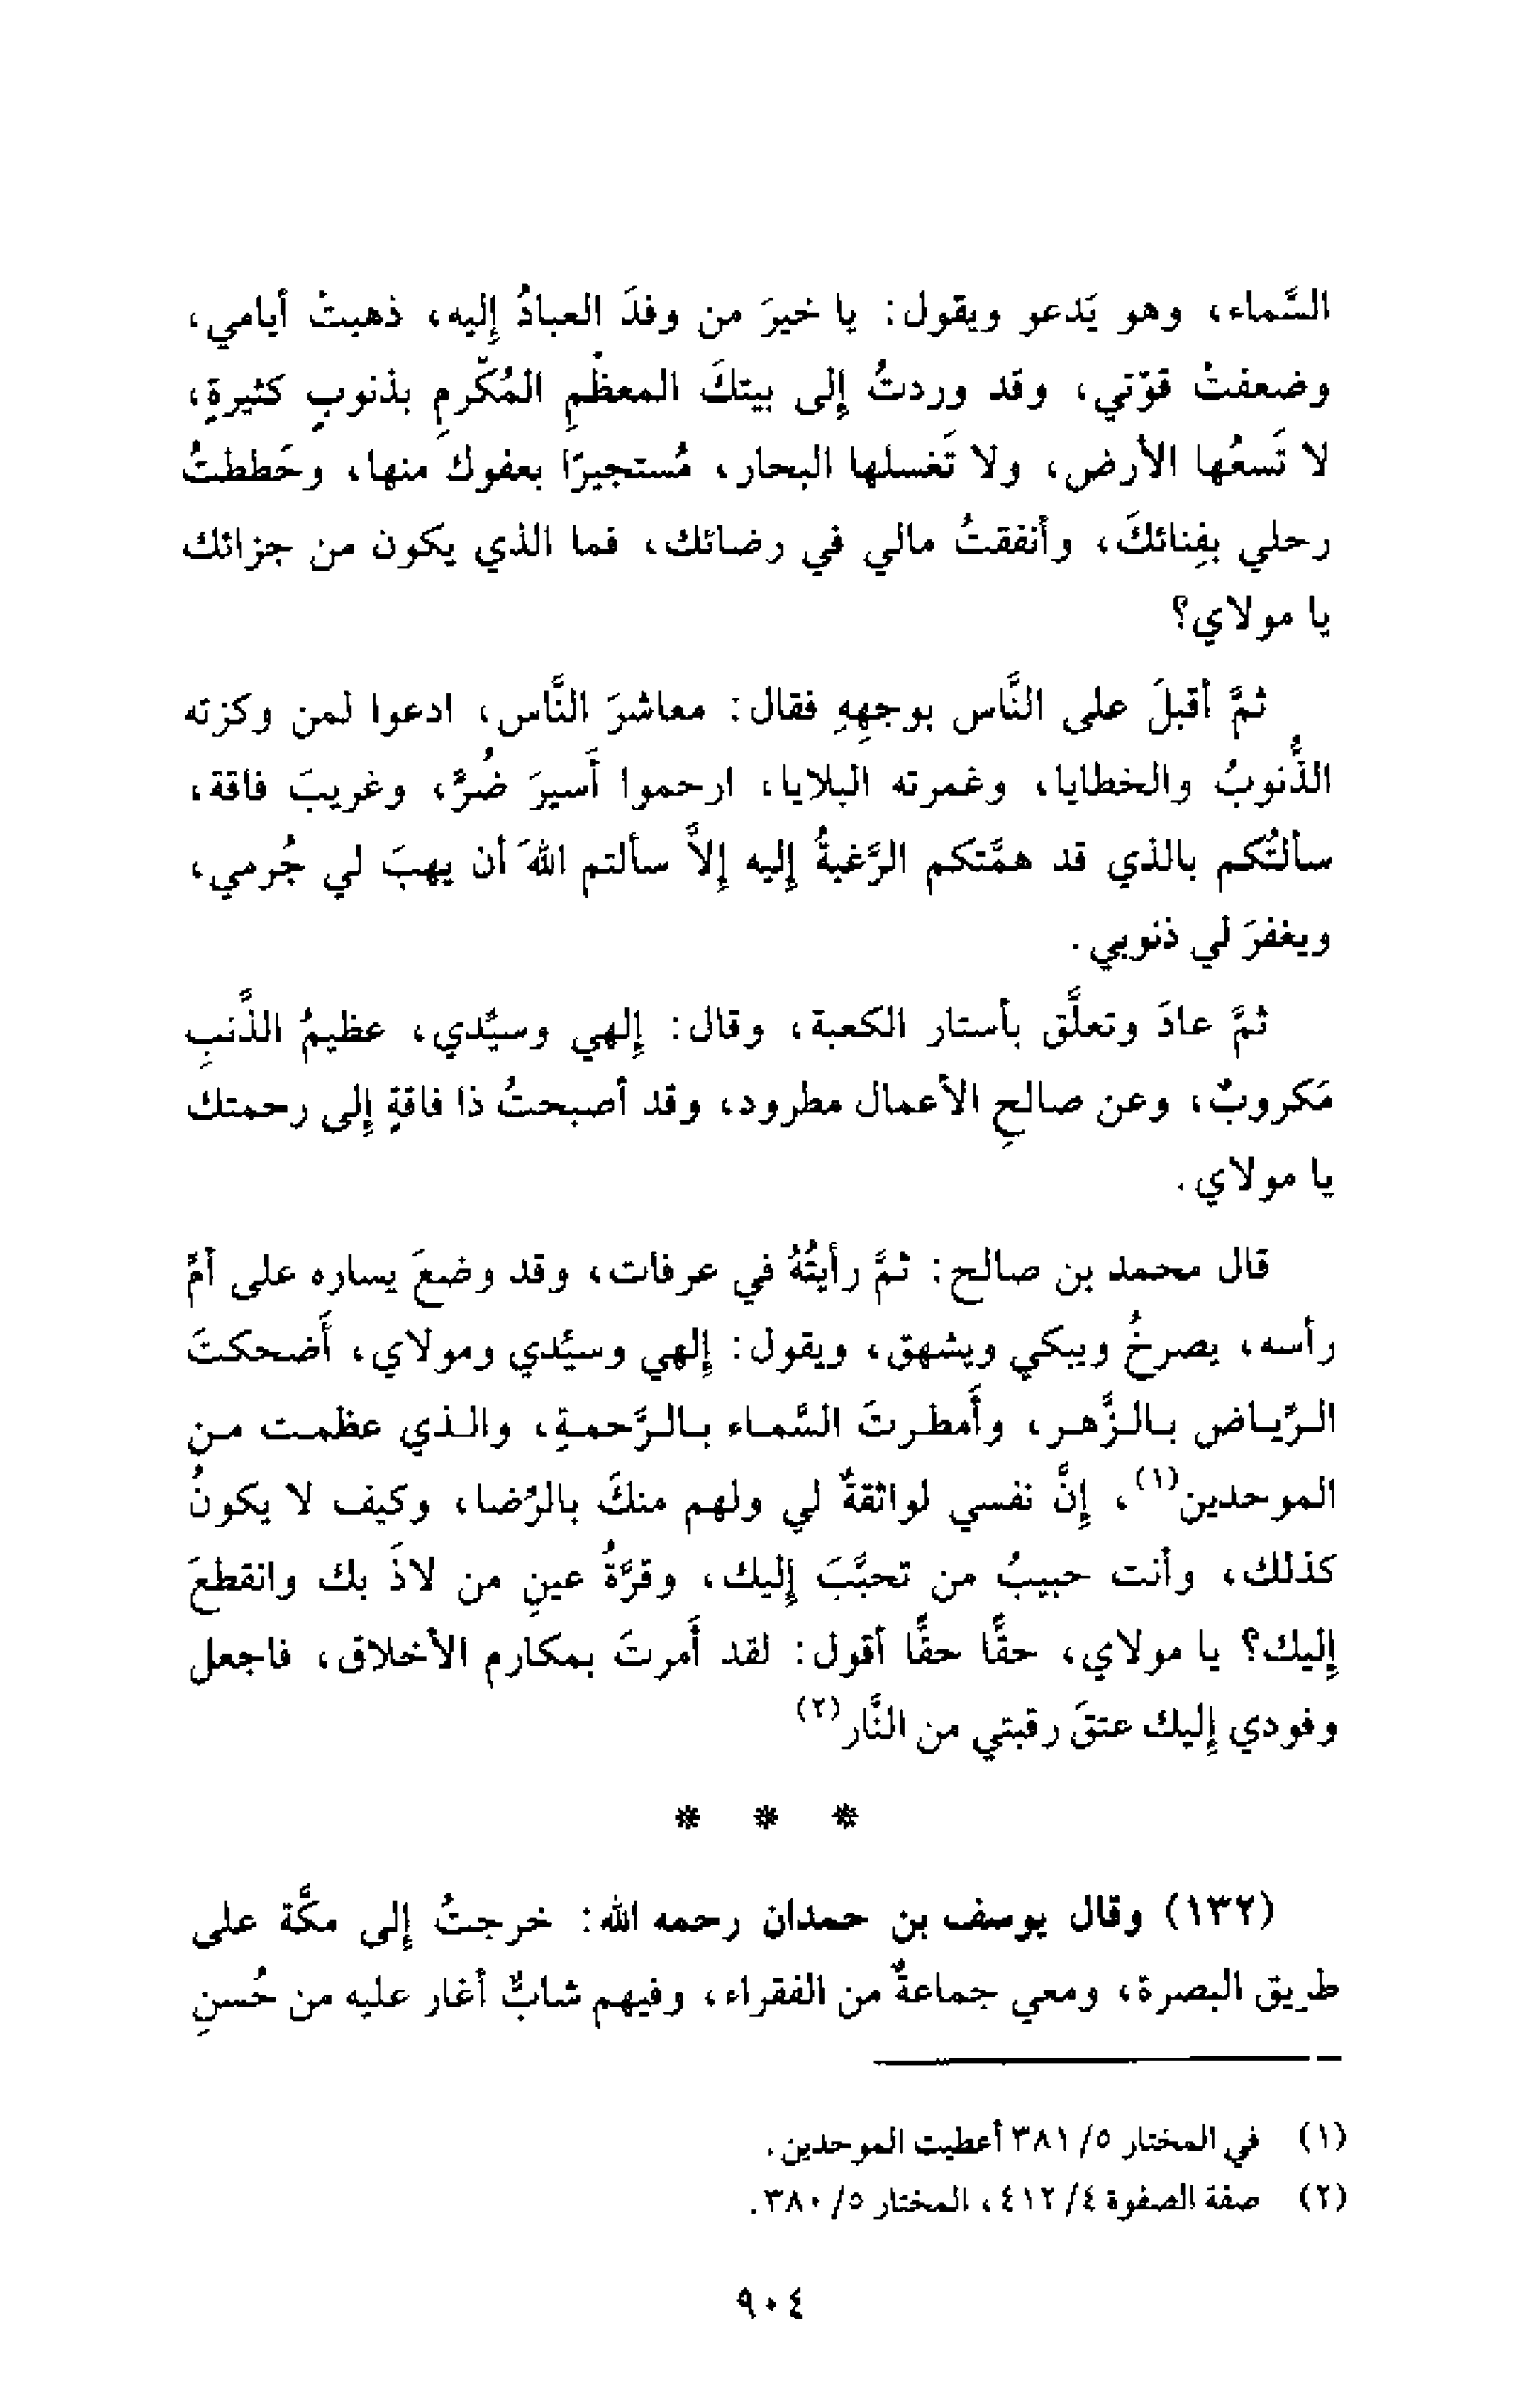 السَّماء، وهو يَدعو ويقول: يا خيرَ من وفدَ العبادُ إليه، ذهبتْ أيامي،
وضعفتْ قوّتي، وقد وردتُ إلى بيتكَ المعظَّمِ المُكرّمِ بذنوبٍ كثيرةٍ،
لا تَسعُها الأرض، ولا تَغسلها البحار، مُستجيرًا بعفوك منها، وحَططتُ
رحلي بفِنائكَ، وأنفقتُ مالي في رضائك، فما الذي يكون من جزائك
يا مولاي؟
ثمَّ أقبلَ على النَّاس بوجههِ فقال: معاشرَ النَّاس، ادعوا لمن وكزته
الذُّنوبُ والخطايا، وغمرته البلايا، ارحموا أَسيرَ ضُرٍّ، وغريبَ فاقة،
سألتُكم بالذي قد همَّتكم الرَّغبةُ إليه إلاَّ سألتم اللهَ أن يهبَ لي جُرمي،
ويغفرَ لي ذنوبي.
ثمَّ عادَ وتعلَّق بأستار الكعبة، وقال: إلهي وسيِّدي، عظيمُ الذَّنبِ
مَكروبٌ، وعن صالحِ الأعمال مطرود، وقد أصبحتُ ذا فاقةٍ إلى رحمتك
يا مولاي.
قال محمد بن صالح: ثمَّ رأيتُهُ في عرفات، وقد وضعَ يساره على أمِّ
رأسه، يصرخُ ويبكي ويشهق، ويقول: إلهي وسيِّدي ومولاي، أَضحكتَ
الرِّياض بالزَّهر، وأَمطرتَ السَّماء بالرَّحمةِ، والذي عظمت من
الموحدين(١)، إنَّ نفسي لواثقةٌ لي ولهم منكَ بالرِّضا، وكيف لا يكونُ
كذلك، وأنت حبيبُ من تحبَّبَ إليك، وقرَّةُ عينِ من لاذَ بك وانقطعَ
إليك؟ يا مولاي، حقًّا حقًّا أقول: لقد أَمرتَ بمكارم الأخلاق، فاجعل
وفودي إليك عتقَ رقبتي من النَّار(٢)
* * *
(١٣٢) وقال يوسف بن حمدان رحمه الله: خرجتُ إلى مكَّة على
طريق البصرة، ومعي جماعةٌ من الفقراء، وفيهم شابٌّ أغار عليه من حُسنِ
(١) في المختار ٥/ ٣٨١ أعطيت الموحدين.
(٢) صفة الصفوة ٤/ ٤١٢، المختار ٥/ ٣٨٠.
٩٠٤